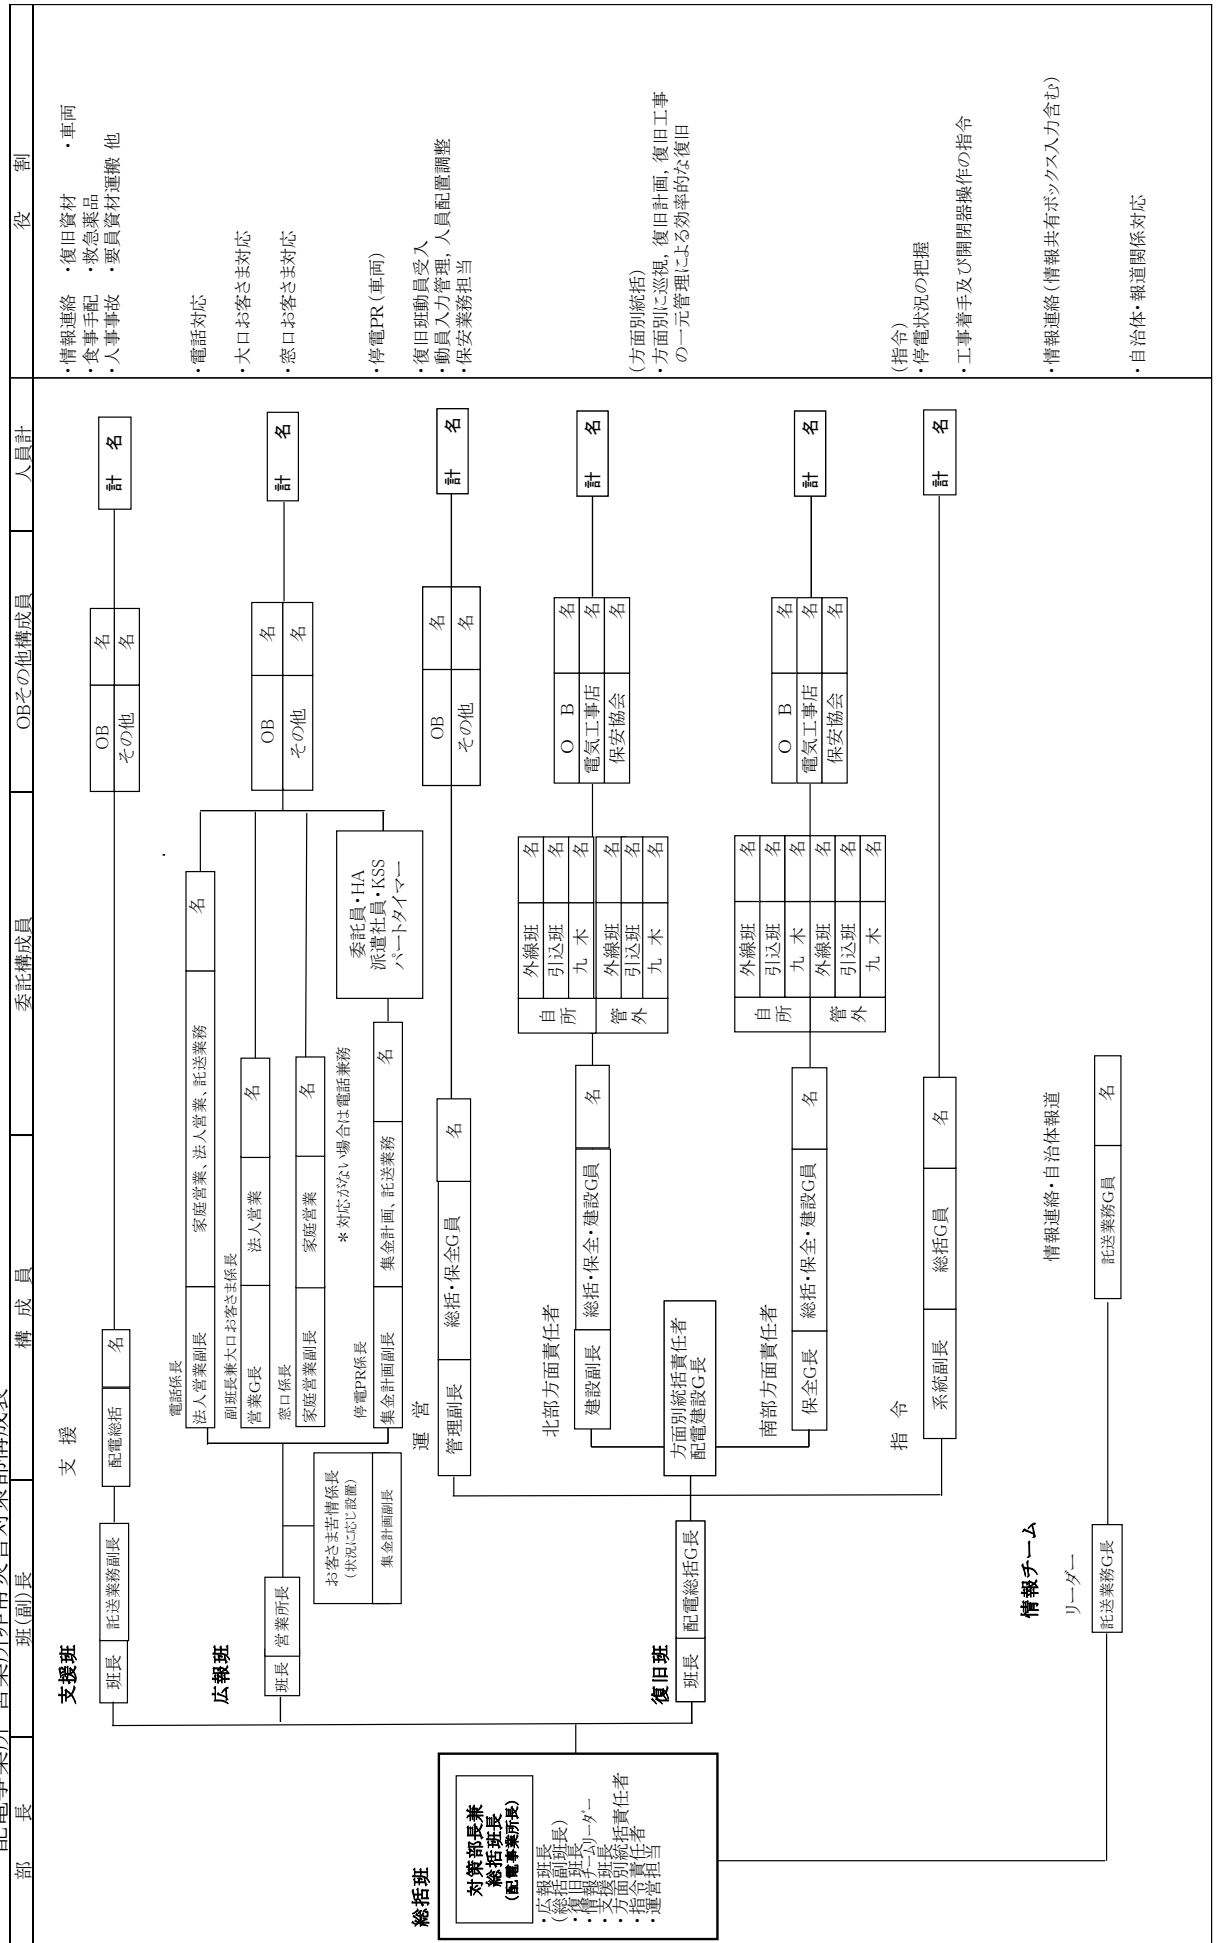 配電事業所 営業所非常災害対策部構成表
部 長
班(副)長
構 成 員
委託構成員
OBその他構成員
人員計
役 割
総括班
対策部長兼
総括班長
(配電事業所長)
・広報班長
(総括副班長)
・復旧班長
・情報チームリーダー
・支援班長
・方面別統括責任者
・指令責任者
・運営担当
支援班
班長 託送業務副長
支 援
配電総括 名
OB 名
その他 名
計 名
・情報連絡 ・復旧資材 ・車両
・食事手配 ・救急薬品
・人事事故 ・要員資材運搬 他
広報班
班長 営業所長
お客さま苦情係長
(状況に応じ設置)
集金計画副長
電話係長
法人営業副長 家庭営業、法人営業、託送業務 名
副班長兼大口お客さま係長
営業G長 法人営業 名
窓口係長
家庭営業副長 家庭営業 名
*対応がない場合は電話兼務
停電PR係長
集金計画副長 集金計画、託送業務 名
委託員・HA
派遣社員・KSS
パートタイマー
OB 名
その他 名
計 名
・電話対応
・大口お客さま対応
・窓口お客さま対応
・停電PR(車両)
復旧班
班長 配電総括G長
運 営
管理副長 総括・保全G員 名
OB 名
その他 名
計 名
・復旧班動員受入
・動員入力管理，人員配置調整
・保安業務担当
方面別統括責任者
配電建設G長
北部方面責任者
建設副長 総括・保全・建設G員 名
自所
外線班 名
引込班 名
九 木 名
管外
外線班 名
引込班 名
九 木 名
O B 名
電気工事店 名
保安協会 名
計 名
(方面別統括)
・方面別に巡視，復旧計画，復旧工事
の一元管理による効率的な復旧
南部方面責任者
保全G長 総括・保全・建設G員 名
自所
外線班 名
引込班 名
九 木 名
管外
外線班 名
引込班 名
九 木 名
O B 名
電気工事店 名
保安協会 名
計 名
指 令
系統副長 総括G員 名
計 名
(指令)
・停電状況の把握
・工事着手及び開閉器操作の指令
情報チーム
リーダー
託送業務G長
情報連絡・自治体報道
託送業務G員 名
・情報連絡(情報共有ボックス入力含む)
・自治体・報道関係対応